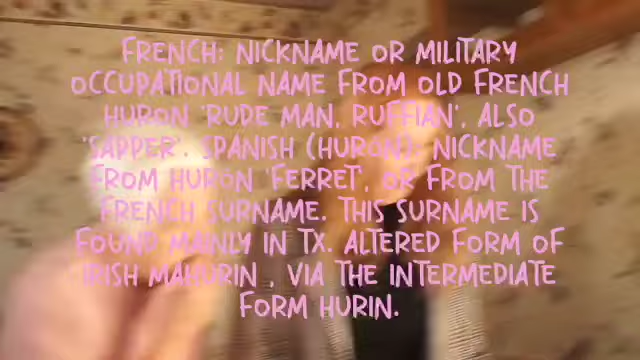 FRENCH: NICKNAME OR MILITARY
OCCUPATIONAL NAME FROM OLD FRENCH
HURON 'RUDE MAN, RUFFIAN', ALSO
'SAPPER'. SPANISH (HURÓN): NICKNAME
FROM HURÓN 'FERRET', OR FROM THE
FRENCH SURNAME. THIS SURNAME IS
FOUND MAINLY IN TX. ALTERED FORM OF
IRISH MAHURIN , VIA THE INTERMEDIATE
FORM HURIN.